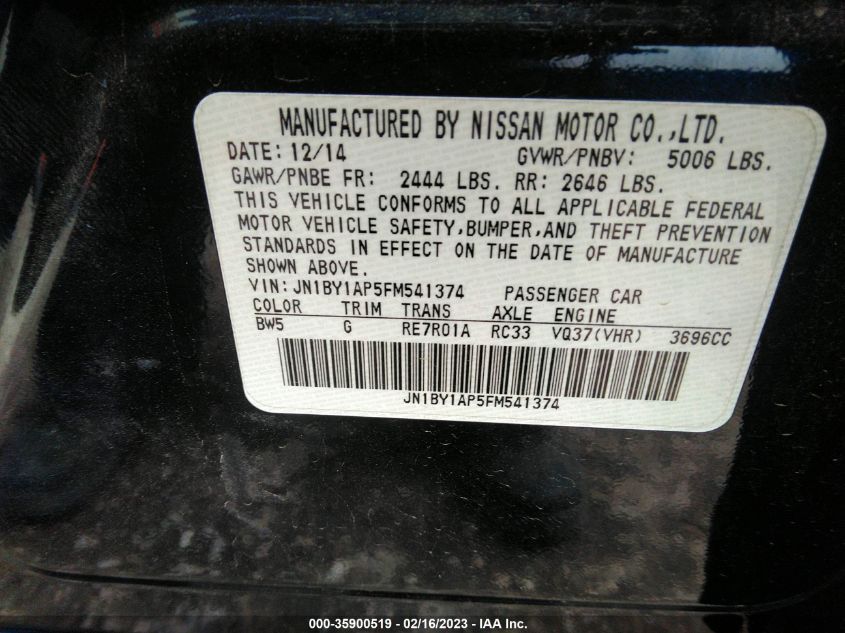 MANUFACTURED BY NISSAN MOTOR CO.,LTD.
DATE: 12/14 GVWR/PNBV: 5006 LBS.
GAWR/PNBE FR: 2444 LBS. RR: 2646 LBS.
THIS VEHICLE CONFORMS TO ALL APPLICABLE FEDERAL
MOTOR VEHICLE SAFETY,BUMPER,AND THEFT PREVENTION
STANDARDS IN EFFECT ON THE DATE OF MANUFACTURE
SHOWN ABOVE.
VIN: JN1BY1AP5FM541374 PASSENGER CAR
COLOR TRIM TRANS AXLE ENGINE
BW5 G RE7R01A RC33 VQ37(VHR) 3696CC
JN1BY1AP5FM541374
000-35900519 - 02/16/2023 - IAA Inc.